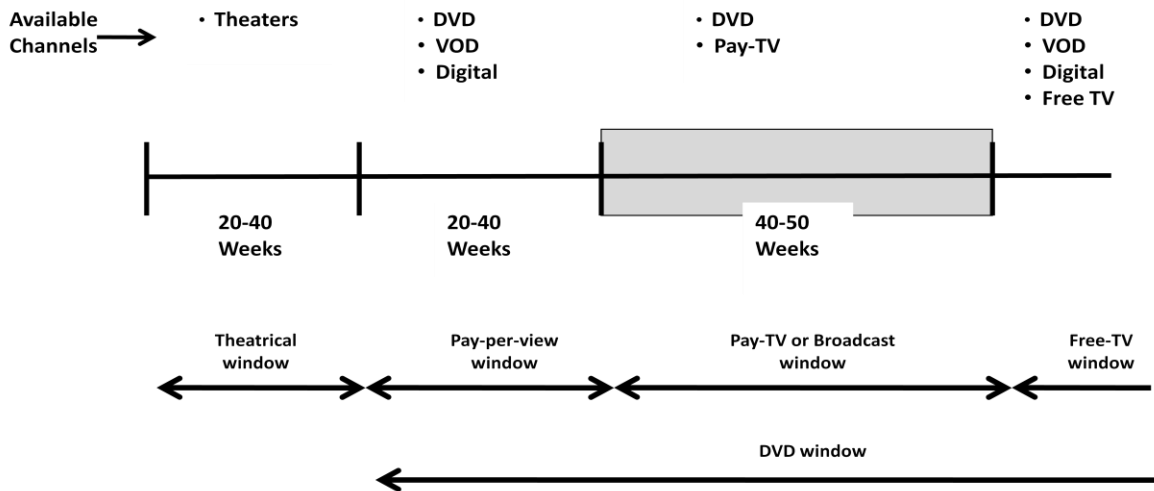 Available
Channels
• Theaters
• DVD
• VOD
• Digital
• DVD
• Pay-TV
• DVD
• VOD
• Digital
• Free TV
20-40
Weeks
20-40
Weeks
40-50
Weeks
Theatrical
window
Pay-per-view
window
Pay-TV or Broadcast
window
Free-TV
window
DVD window